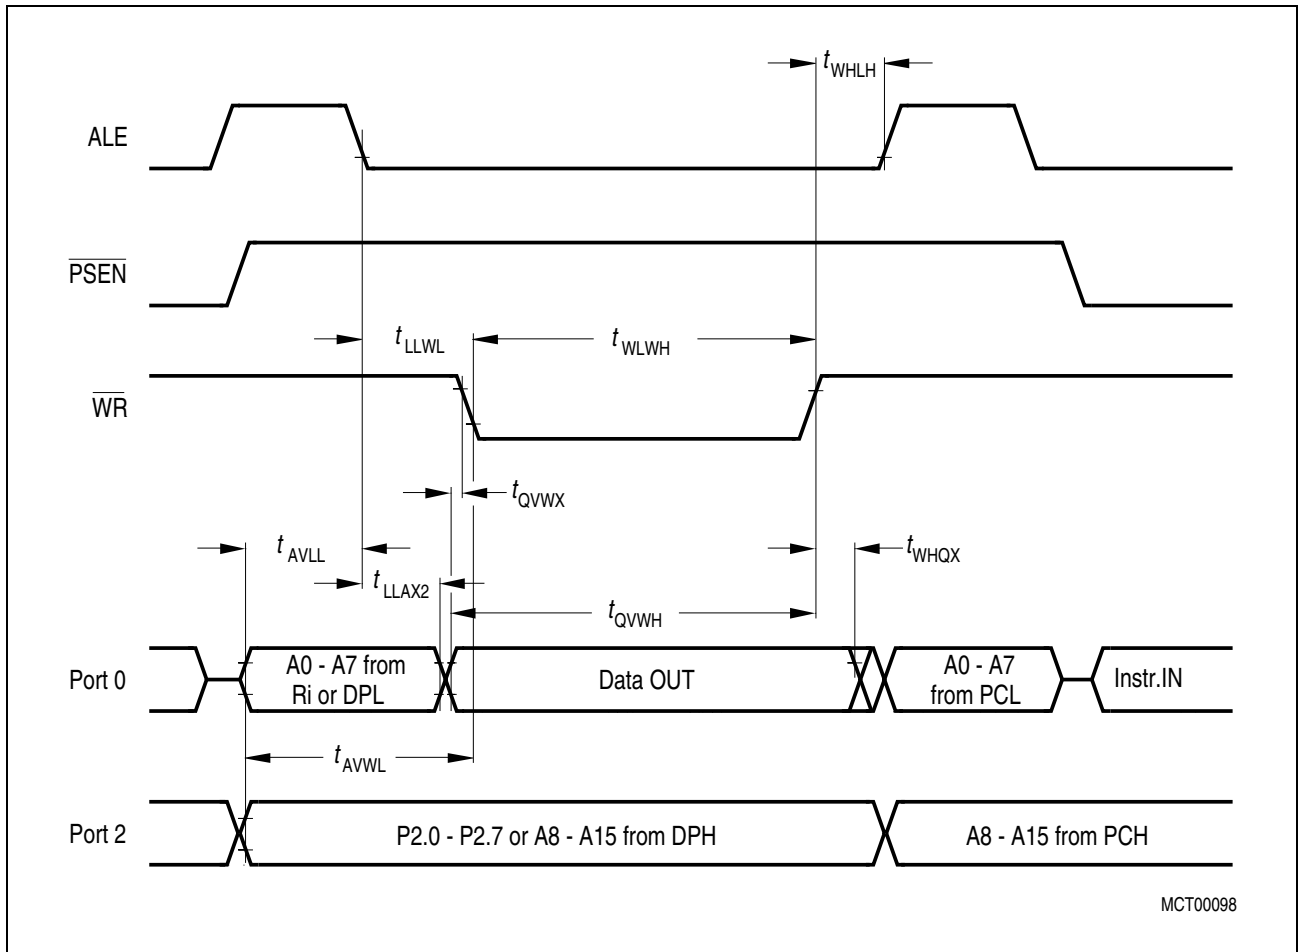 t WHLH
ALE
PSEN
t LLWL
t WLWH
WR
t QVWX
t AVLL
t WHQX
t LLAX2
t QVWH
Port 0
A0 - A7 from
Ri or DPL
Data OUT
A0 - A7
from PCL
Instr.IN
t AVWL
Port 2
P2.0 - P2.7 or A8 - A15 from DPH
A8 - A15 from PCH
MCT00098